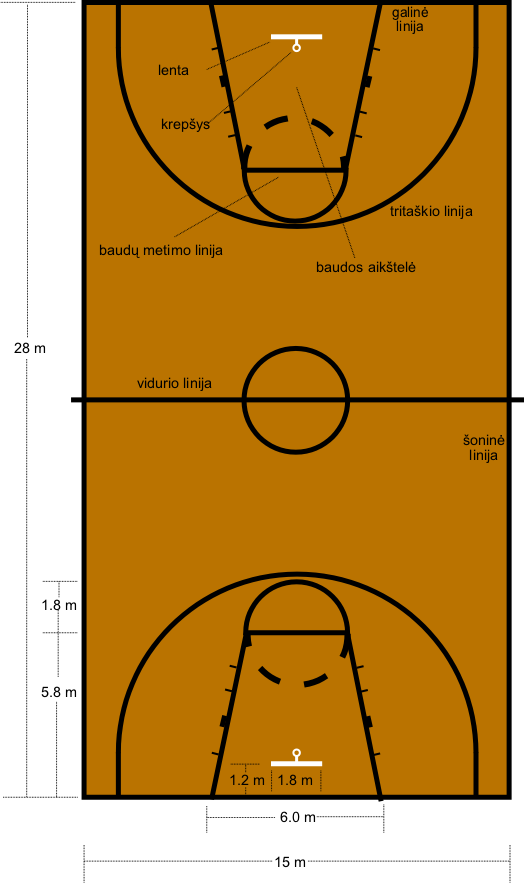 galinė
linija
lenta
krepšys
tritaškio linija
baudų metimo linija
baudos aikštelė
28 m
vidurio linija
šoninė
linija
1.8 m
5.8 m
1.2 m
1.8 m
6.0 m
15 m